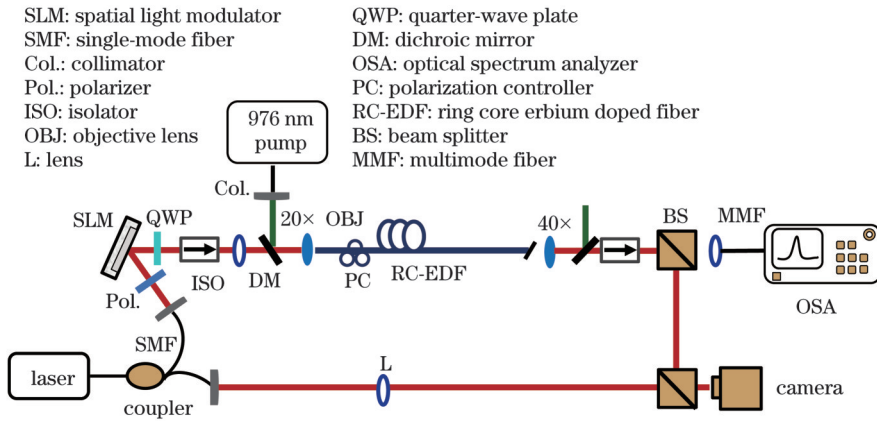 SLM: spatial light modulator
SMF: single-mode fiber
Col.: collimator
Pol.: polarizer
ISO: isolator
OBJ: objective lens
L: lens
QWP: quarter-wave plate
DM: dichroic mirror
OSA: optical spectrum analyzer
PC: polarization controller
RC-EDF: ring core erbium doped fiber
BS: beam splitter
MMF: multimode fiber
976 nm
pump
Col.
SLM
QWP
20×
OBJ
40×
BS
MMF
ISO
DM
PC
RC-EDF
OSA
Pol.
SMF
laser
coupler
L
camera